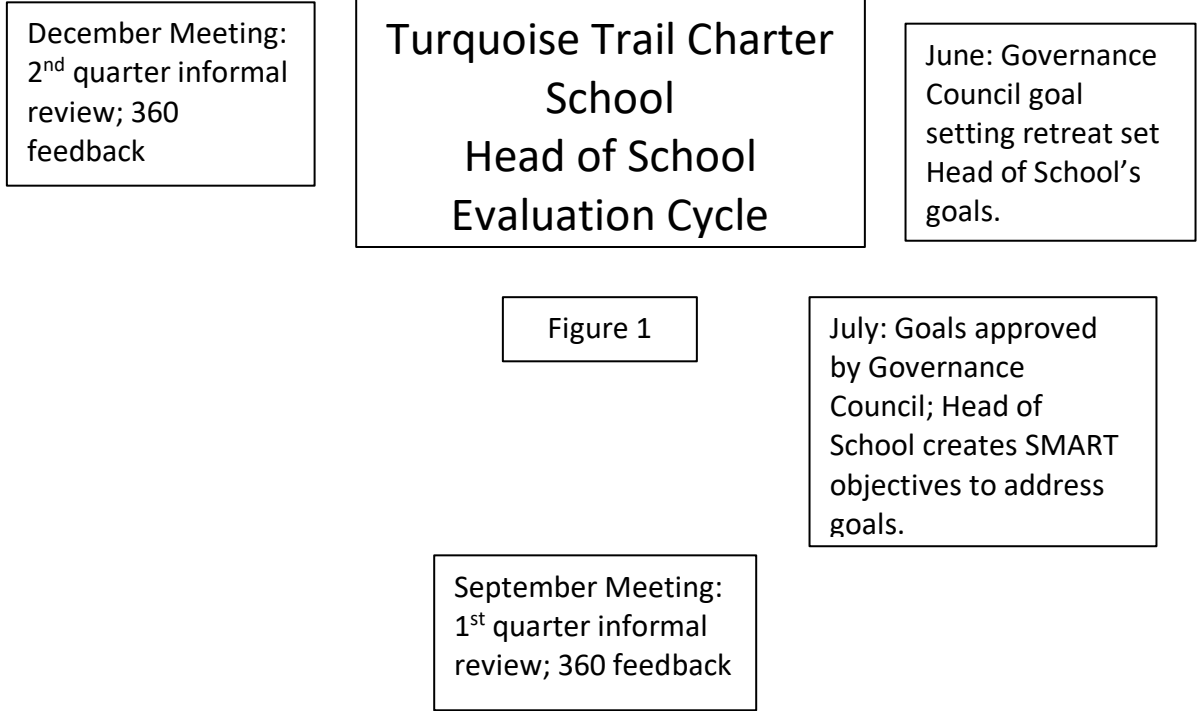 December Meeting:
2nd quarter informal
review; 360
feedback
Turquoise Trail Charter
School
Head of School
Evaluation Cycle
June: Governance
Council goal
setting retreat set
Head of School’s
goals.
Figure 1
July: Goals approved
by Governance
Council; Head of
School creates SMART
objectives to address
goals.
September Meeting:
1st quarter informal
review; 360 feedback